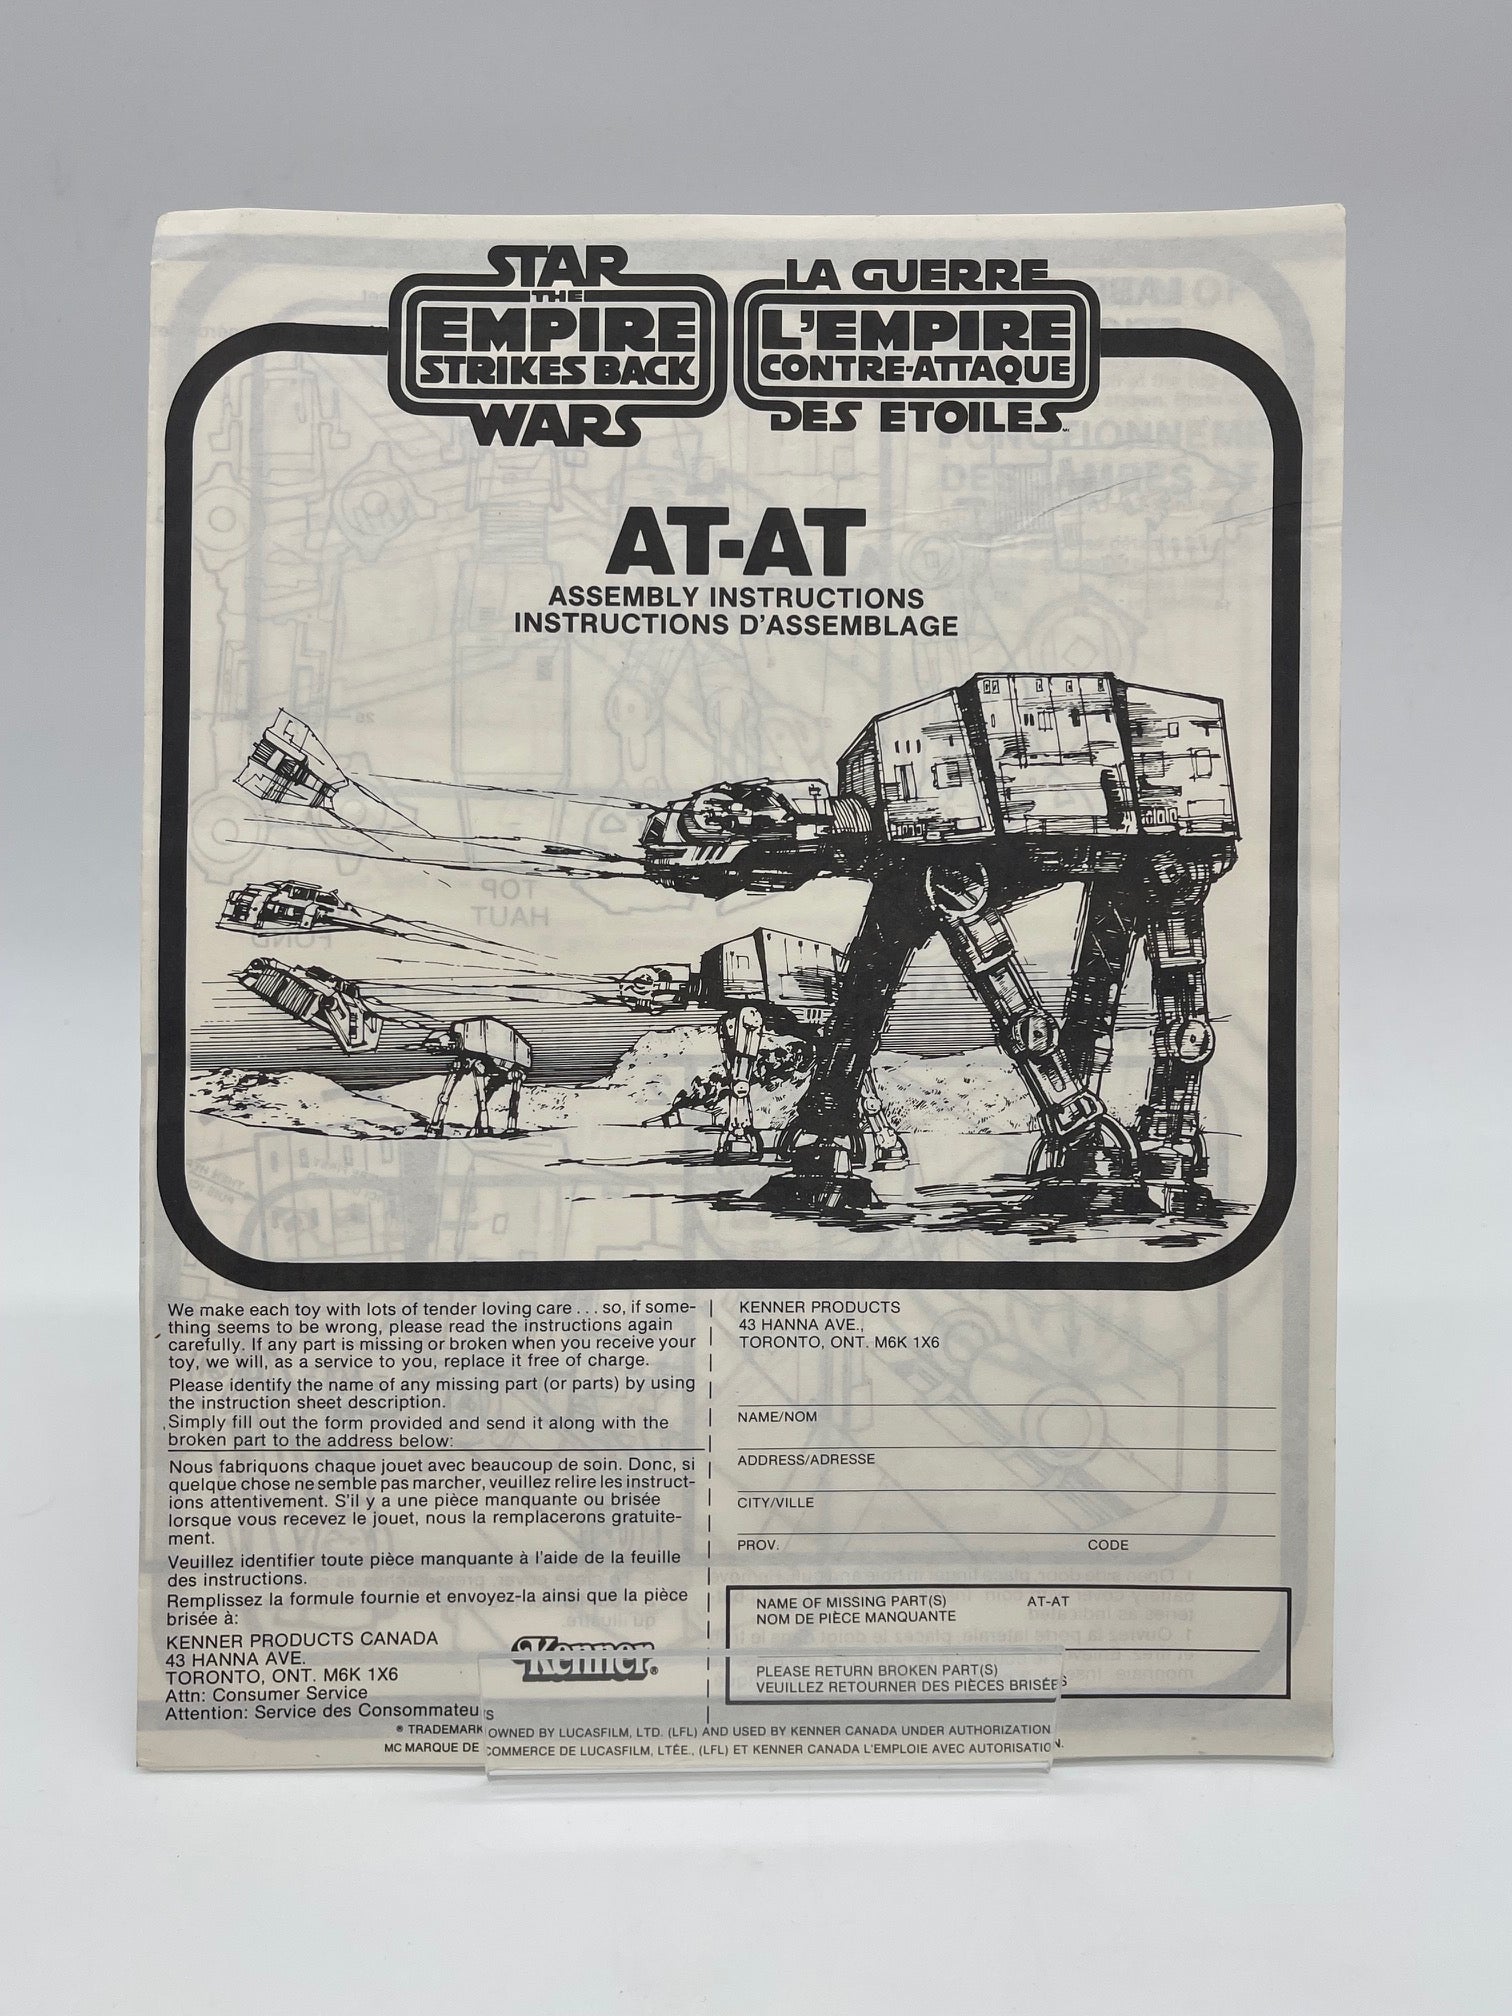 STAR
THE
EMPIRE
STRIKES BACK
WARS
LA GUERRE
L'EMPIRE
CONTRE-ATTAQUE
DES ETOILES
AT-AT
ASSEMBLY INSTRUCTIONS
INSTRUCTIONS D'ASSEMBLAGE
TOP
HAUT
FOND
We make each toy with lots of tender loving care . . . so, if some-
thing seems to be wrong, please read the instructions again
carefully. If any part is missing or broken when you receive your
toy, we will, as a service to you, replace it free of charge.
Please identify the name of any missing part (or parts) by using
the instruction sheet description.
Simply fill out the form provided and send it along with the
broken part to the address below:
Nous fabriquons chaque jouet avec beaucoup de soin. Donc, si
quelque chose ne semble pas marcher, veuillez relire les instruct-
ions attentivement. S'il y a une pièce manquante ou brisée
lorsque vous recevez le jouet, nous la remplacerons gratuite-
ment.
Veuillez identifier toute pièce manquante à l'aide de la feuille
des instructions.
Remplissez la formule fournie et envoyez-la ainsi que la pièce
brisée à:
KENNER PRODUCTS CANADA
43 HANNA AVE.
TORONTO, ONT. M6K 1X6
Attn: Consumer Service
Attention: Service des Consommateurs
Kenner®
KENNER PRODUCTS
43 HANNA AVE.,
TORONTO, ONT. M6K 1X6
NAME/NOM
ADDRESS/ADRESSE
CITY/VILLE
PROV. CODE
NAME OF MISSING PART(S) AT-AT
NOM DE PIÈCE MANQUANTE
PLEASE RETURN BROKEN PART(S)
VEUILLEZ RETOURNER DES PIÈCES BRISÉES
® TRADEMARK OWNED BY LUCASFILM, LTD. (LFL) AND USED BY KENNER CANADA UNDER AUTHORIZATION
MC MARQUE DE COMMERCE DE LUCASFILM, LTÉE., (LFL) ET KENNER CANADA L'EMPLOIE AVEC AUTORISATION.